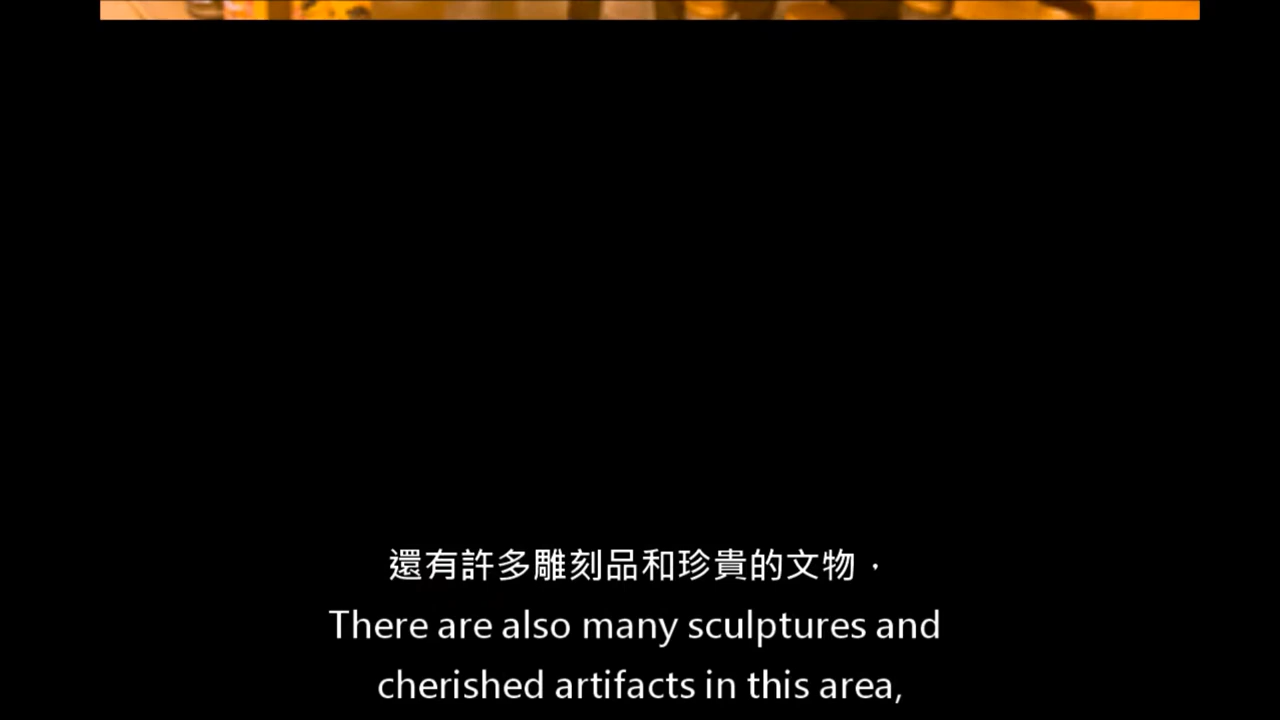 還有許多雕刻品和珍貴的文物，
There are also many sculptures and
cherished artifacts in this area,